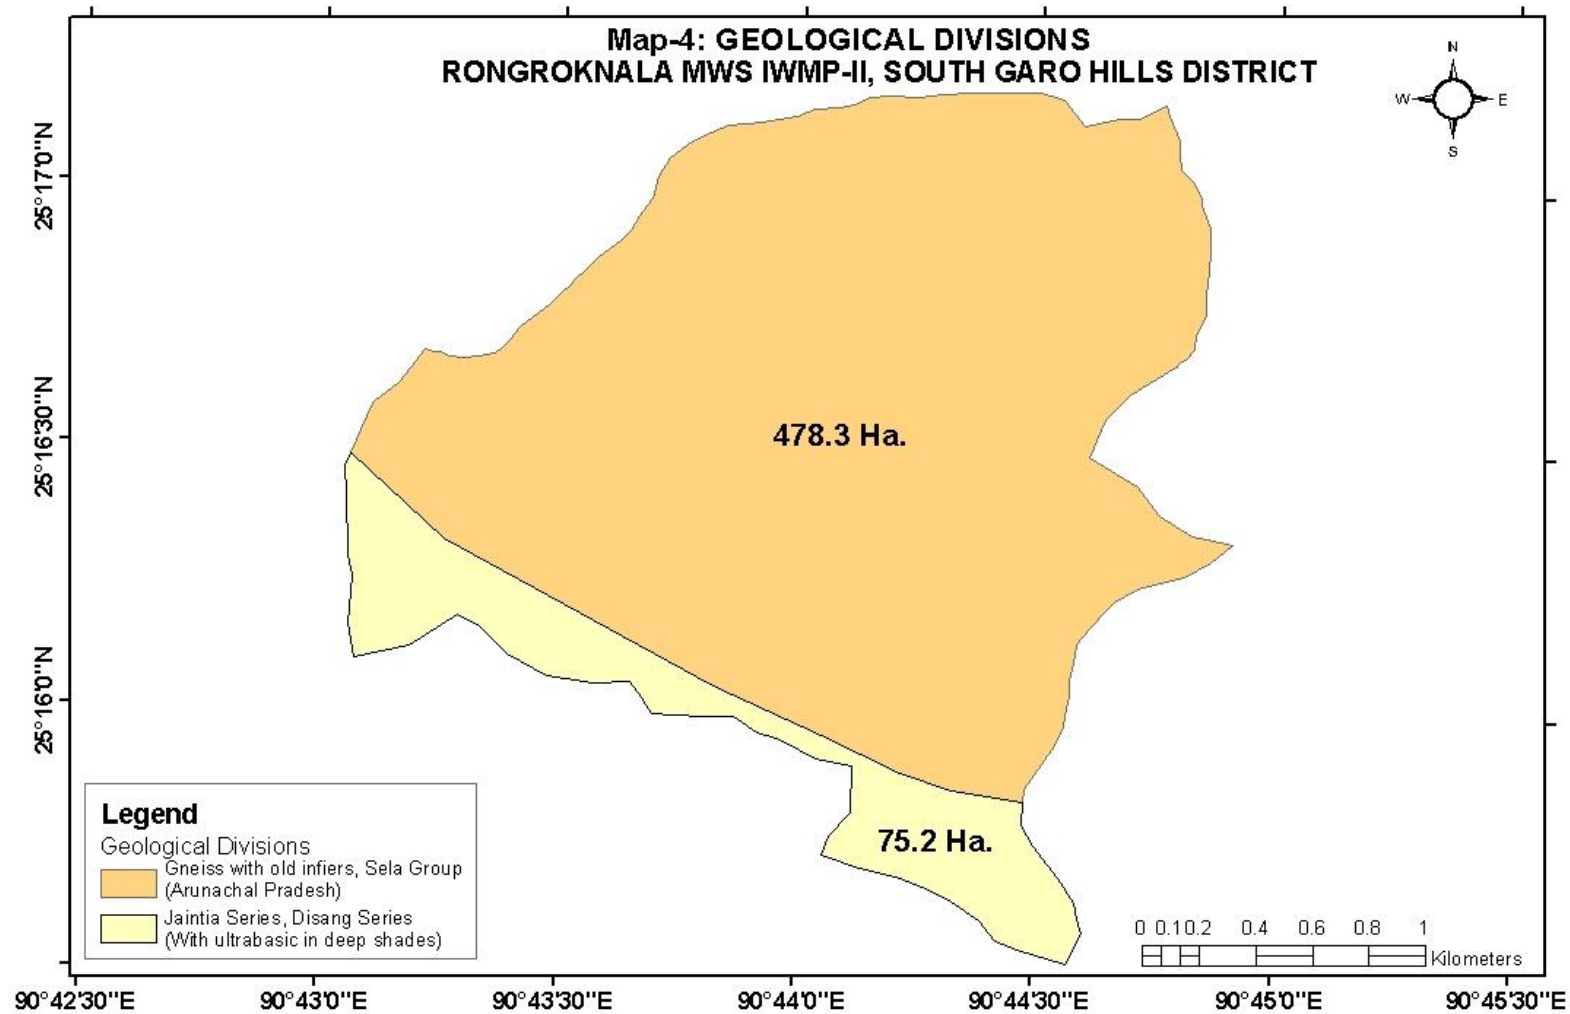 Map-4: GEOLOGICAL DIVISIONS
RONGROKNALA MWS IWMP-II, SOUTH GARO HILLS DISTRICT
N
W E
S
25°17'0"N
25°16'30"N
25°16'0"N
478.3 Ha.
75.2 Ha.
Legend
Geological Divisions
Gneiss with old infiers, Sela Group
(Arunachal Pradesh)
Jaintia Series, Disang Series
(With ultrabasic in deep shades)
0 0.1 0.2 0.4 0.6 0.8 1
Kilometers
90°42'30"E 90°43'0"E 90°43'30"E 90°44'0"E 90°44'30"E 90°45'0"E 90°45'30"E